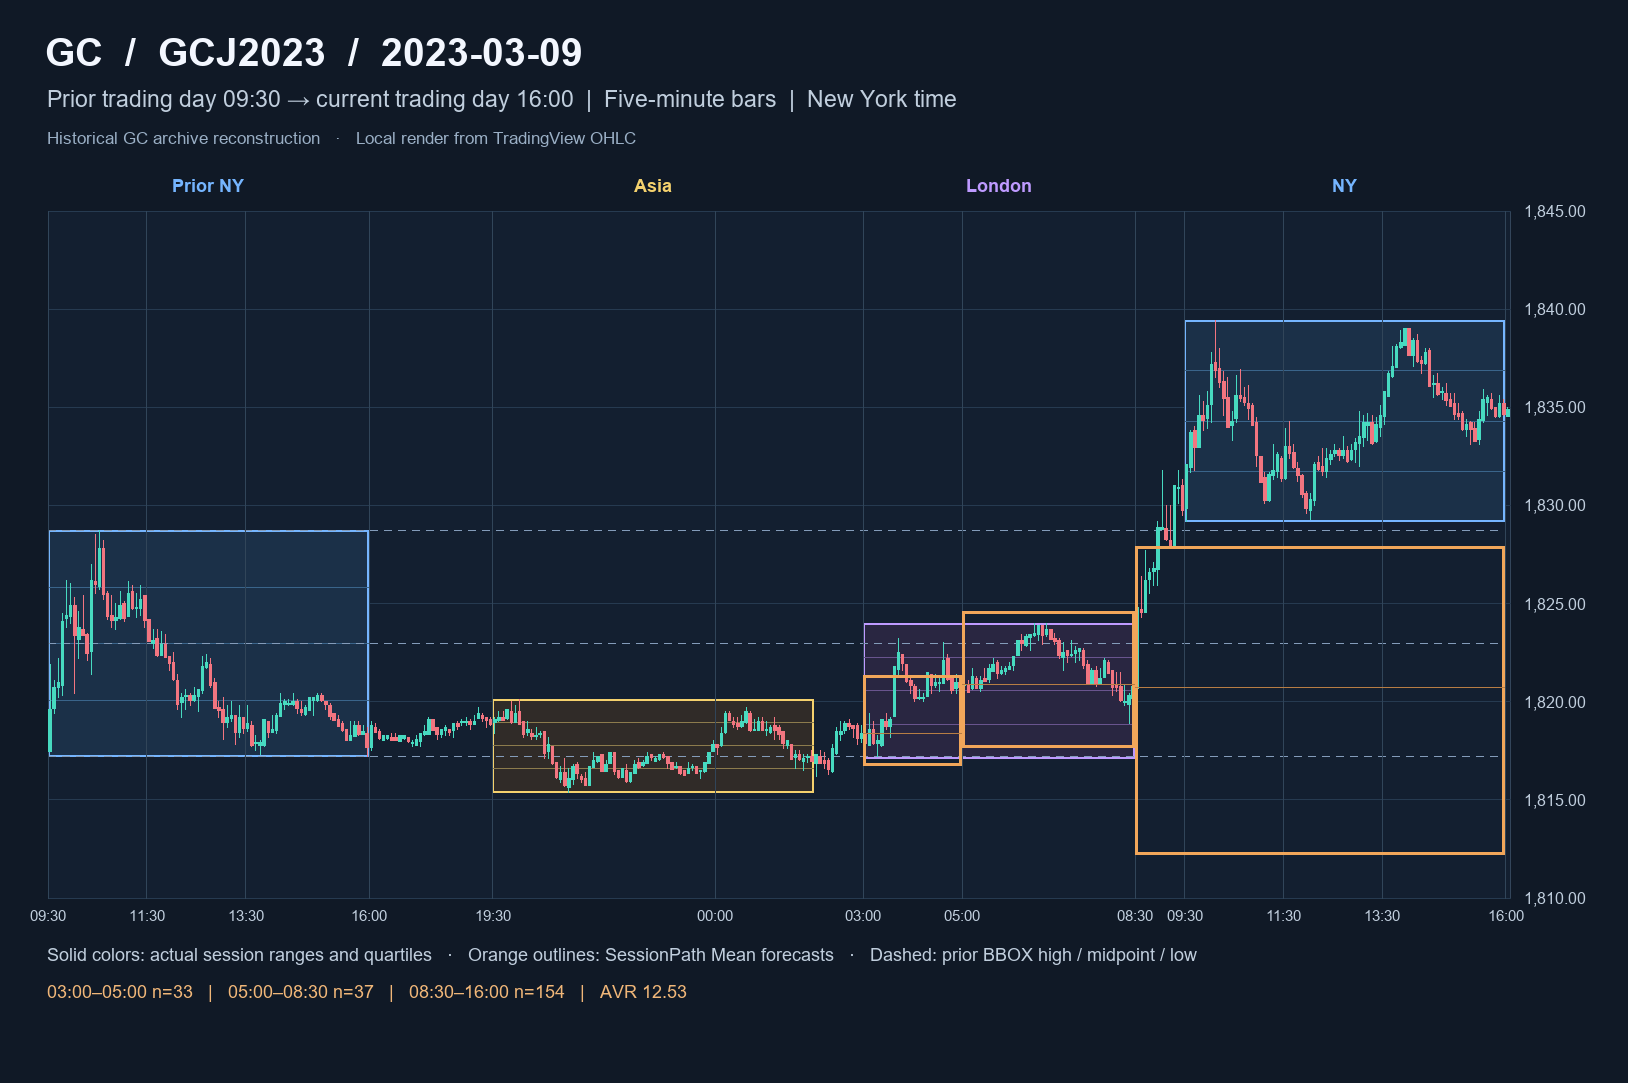 GC / GCJ2023 / 2023-03-09
Prior trading day 09:30 → current trading day 16:00 | Five-minute bars | New York time
Historical GC archive reconstruction · Local render from TradingView OHLC
Prior NY Asia London NY
1,845.00
1,840.00
1,835.00
1,830.00
1,825.00
1,820.00
1,815.00
1,810.00
09:30 11:30 13:30 16:00 19:30 00:00 03:00 05:00 08:30 09:30 11:30 13:30 16:00
Solid colors: actual session ranges and quartiles · Orange outlines: SessionPath Mean forecasts · Dashed: prior BBOX high / midpoint / low
03:00–05:00 n=33 | 05:00–08:30 n=37 | 08:30–16:00 n=154 | AVR 12.53